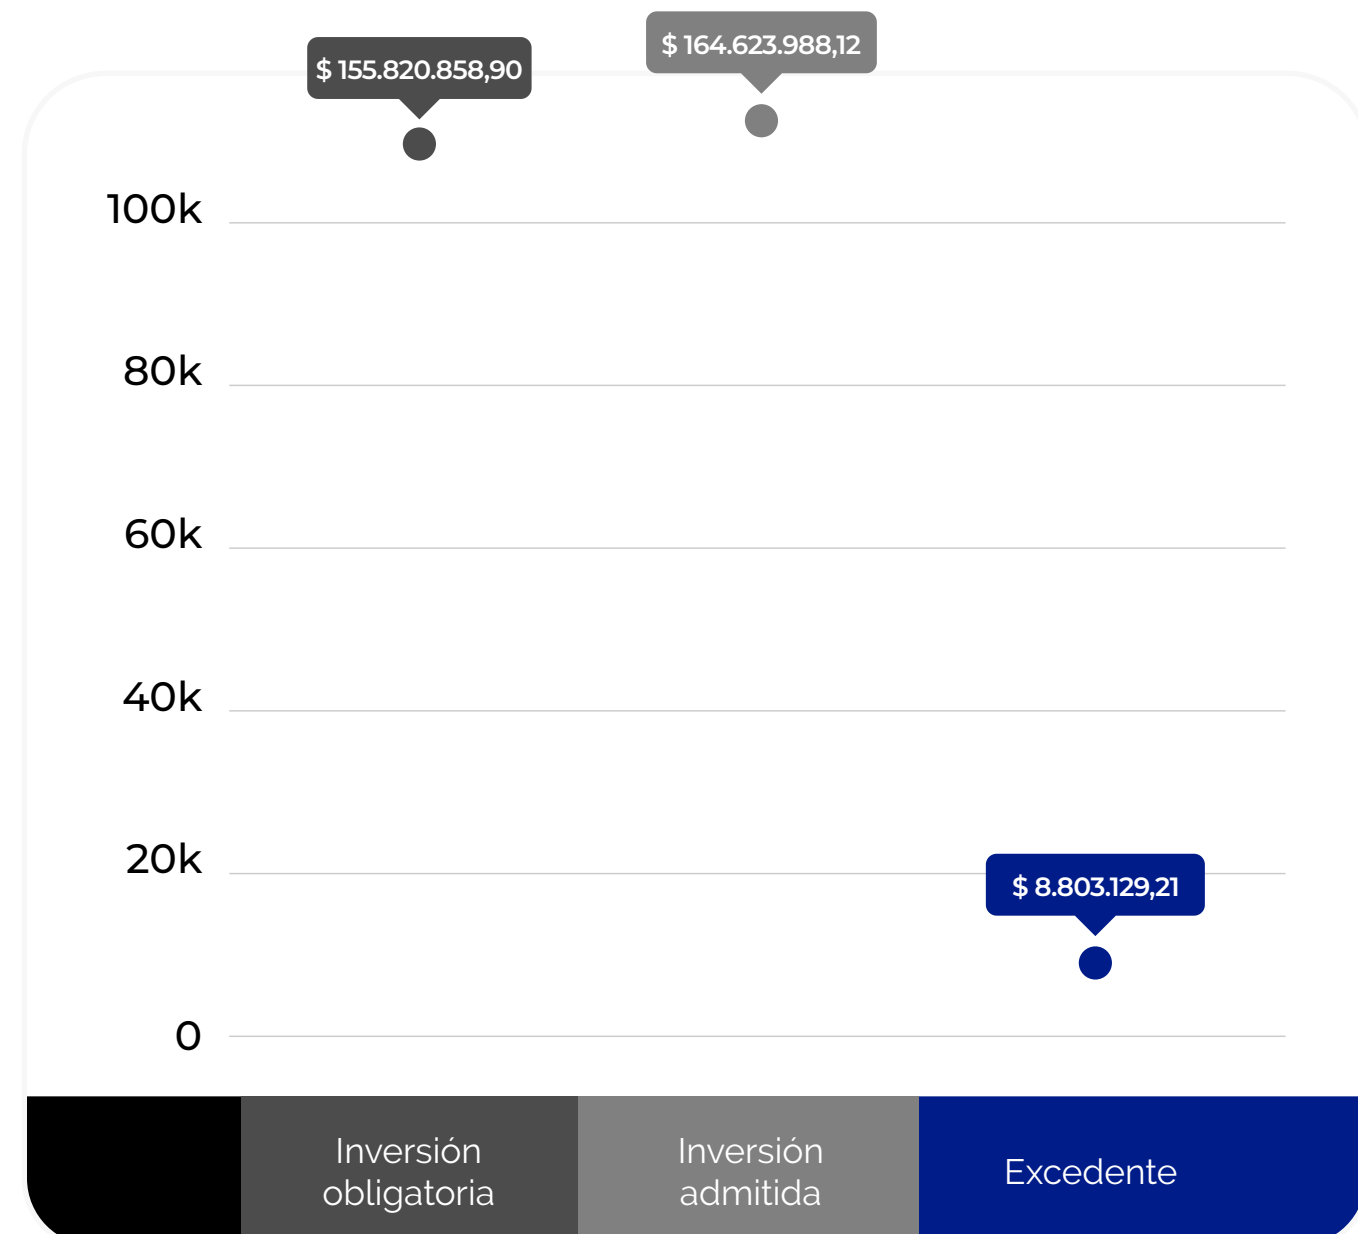 $ 155.820.858,90
$ 164.623.988,12
100k
80k
60k
40k
20k
$ 8.803.129,21
0
Inversión
obligatoria
Inversión
admitida
Excedente